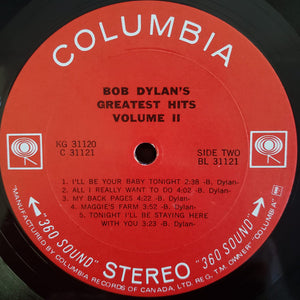 COLUMBIA
BOB DYLAN'S
GREATEST HITS
VOLUME II
KG 31120
C 31121
SIDE TWO
BL 31121
1. I'LL BE YOUR BABY TONIGHT 2:38 -B. Dylan-
2. ALL I REALLY WANT TO DO 4:02 -B. Dylan-
3. MY BACK PAGES 4:22 -B. Dylan-
4. MAGGIE'S FARM 3:52 -B. Dylan-
5. TONIGHT I'LL BE STAYING HERE
WITH YOU 3:23 -B. Dylan-
"360 SOUND" STEREO "360 SOUND"
"MANUFACTURED BY COLUMBIA RECORDS OF CANADA, LTD. REG. T.M. OWNER "COLUMBIA".